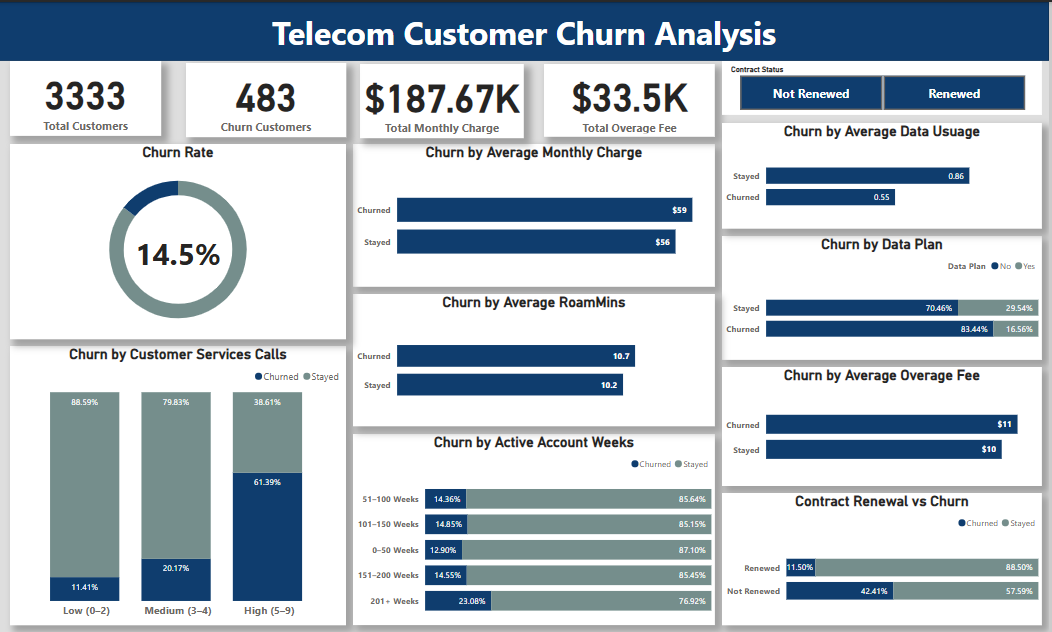 Telecom Customer Churn Analysis
3333
Total Customers
483
Churn Customers
$187.67K
Total Monthly Charge
$33.5K
Total Overage Fee
Contract Status
Not Renewed
Renewed
Churn Rate
14.5%
Churn by Customer Services Calls
Churned Stayed
88.59%
79.83%
38.61%
61.39%
20.17%
11.41%
Low (0–2)
Medium (3–4)
High (5–9)
Churn by Average Monthly Charge
Churned $59
Stayed $56
Churn by Average RoamMins
Churned 10.7
Stayed 10.2
Churn by Active Account Weeks
Churned Stayed
51–100 Weeks 14.36% 85.64%
101–150 Weeks 14.85% 85.15%
0–50 Weeks 12.90% 87.10%
151–200 Weeks 14.55% 85.45%
201+ Weeks 23.08% 76.92%
Churn by Average Data Usuage
Stayed 0.86
Churned 0.55
Churn by Data Plan
Data Plan No Yes
Stayed 70.46% 29.54%
Churned 83.44% 16.56%
Churn by Average Overage Fee
Churned $11
Stayed $10
Contract Renewal vs Churn
Churned Stayed
Renewed 11.50% 88.50%
Not Renewed 42.41% 57.59%